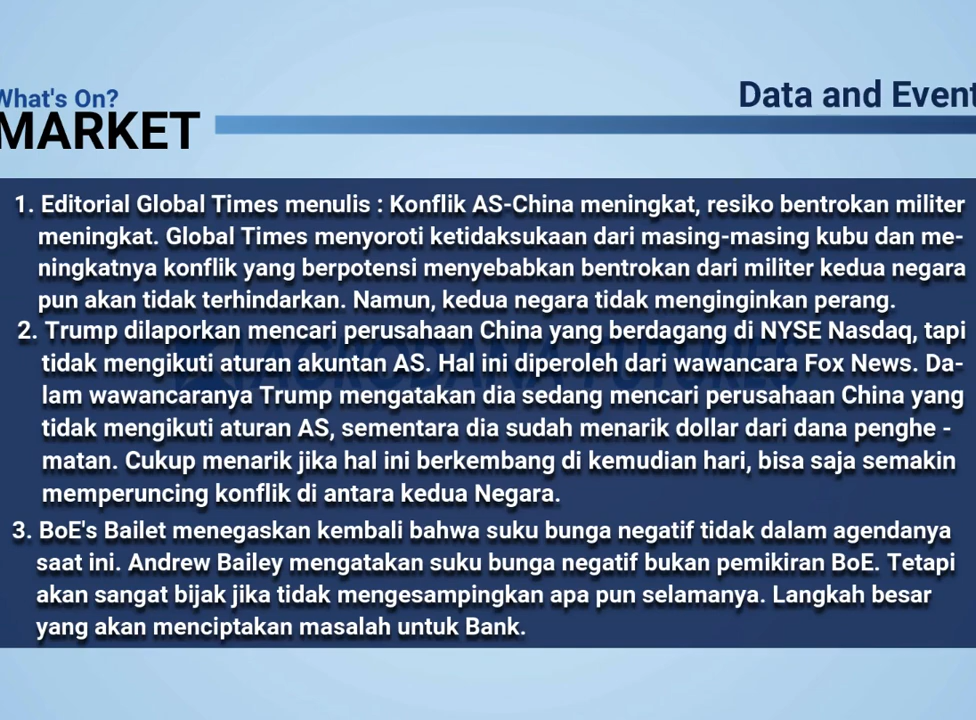 What's On?
MARKET
Data and Event
1. Editorial Global Times menulis : Konflik AS-China meningkat, resiko bentrokan militer
meningkat. Global Times menyoroti ketidaksukaan dari masing-masing kubu dan me-
ningkatnya konflik yang berpotensi menyebabkan bentrokan dari militer kedua negara
pun akan tidak terhindarkan. Namun, kedua negara tidak menginginkan perang.
2. Trump dilaporkan mencari perusahaan China yang berdagang di NYSE Nasdaq, tapi
tidak mengikuti aturan akuntan AS. Hal ini diperoleh dari wawancara Fox News. Da-
lam wawancaranya Trump mengatakan dia sedang mencari perusahaan China yang
tidak mengikuti aturan AS, sementara dia sudah menarik dollar dari dana penghe -
matan. Cukup menarik jika hal ini berkembang di kemudian hari, bisa saja semakin
memperuncing konflik di antara kedua Negara.
3. BoE's Bailet menegaskan kembali bahwa suku bunga negatif tidak dalam agendanya
saat ini. Andrew Bailey mengatakan suku bunga negatif bukan pemikiran BoE. Tetapi
akan sangat bijak jika tidak mengesampingkan apa pun selamanya. Langkah besar
yang akan menciptakan masalah untuk Bank.